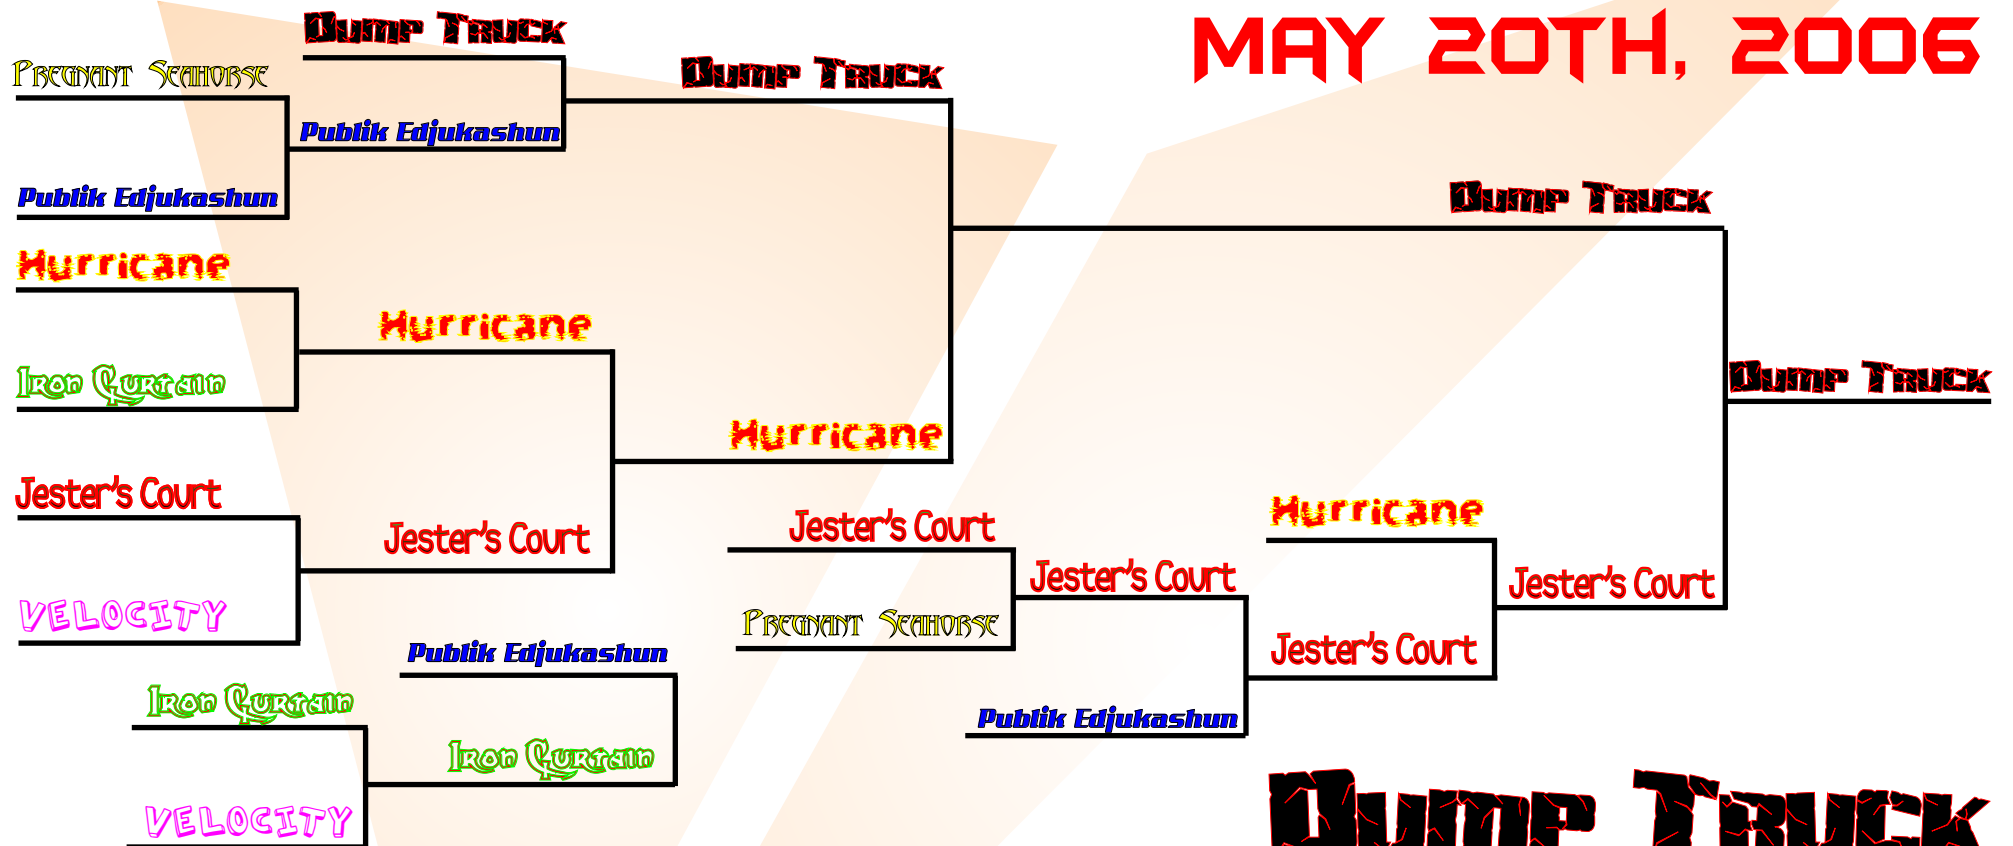 MAY 20TH, 2006
Dump Truck
Pregnant Seahorse
Dump Truck
Publik Edjukashun
Publik Edjukashun
Dump Truck
Hurricane
Hurricane
Iron Curtain
Dump Truck
Hurricane
Jester's Court
Hurricane
Jester's Court
Jester's Court
Jester's Court
Jester's Court
VELOCITY
Pregnant Seahorse
Jester's Court
Publik Edjukashun
Iron Curtain
Publik Edjukashun
Iron Curtain
VELOCITY
Dump Truck